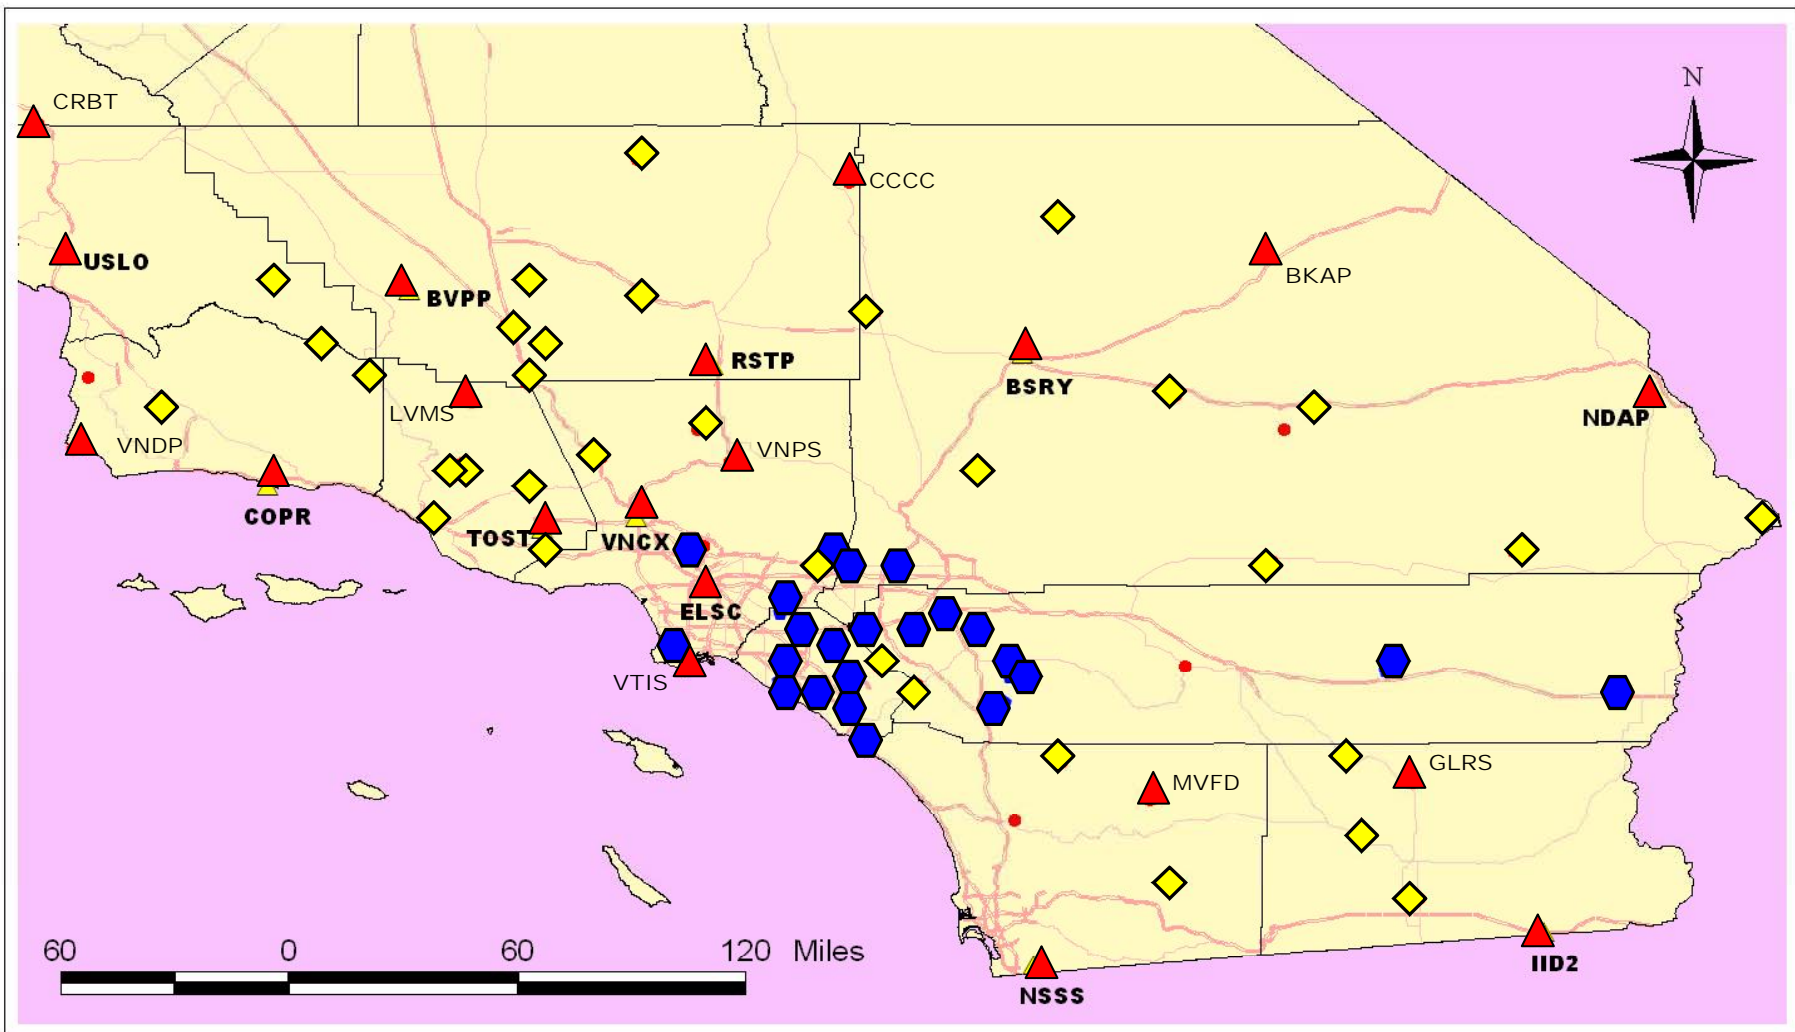 N
CRBT
CCCC
USLO
BKAP
BVPP
RSTP
BSRY
LVMS
NDAP
VNDP
VNPS
COPR
TOST
VNCX
ELSC
VTIS
GLRS
MVFD
60 0 60 120 Miles
IID2
NSSS